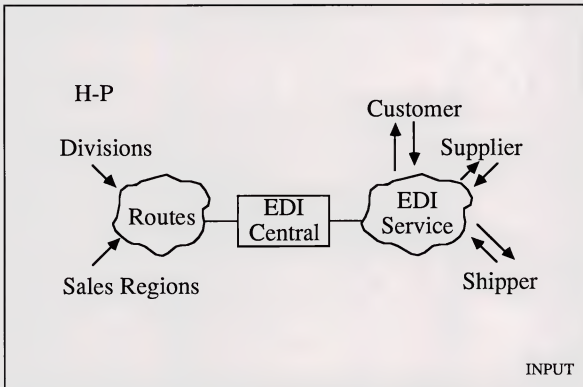 H-P
Customer
Divisions
Supplier
Routes
EDI
Central
EDI
Service
Sales Regions
Shipper
INPUT